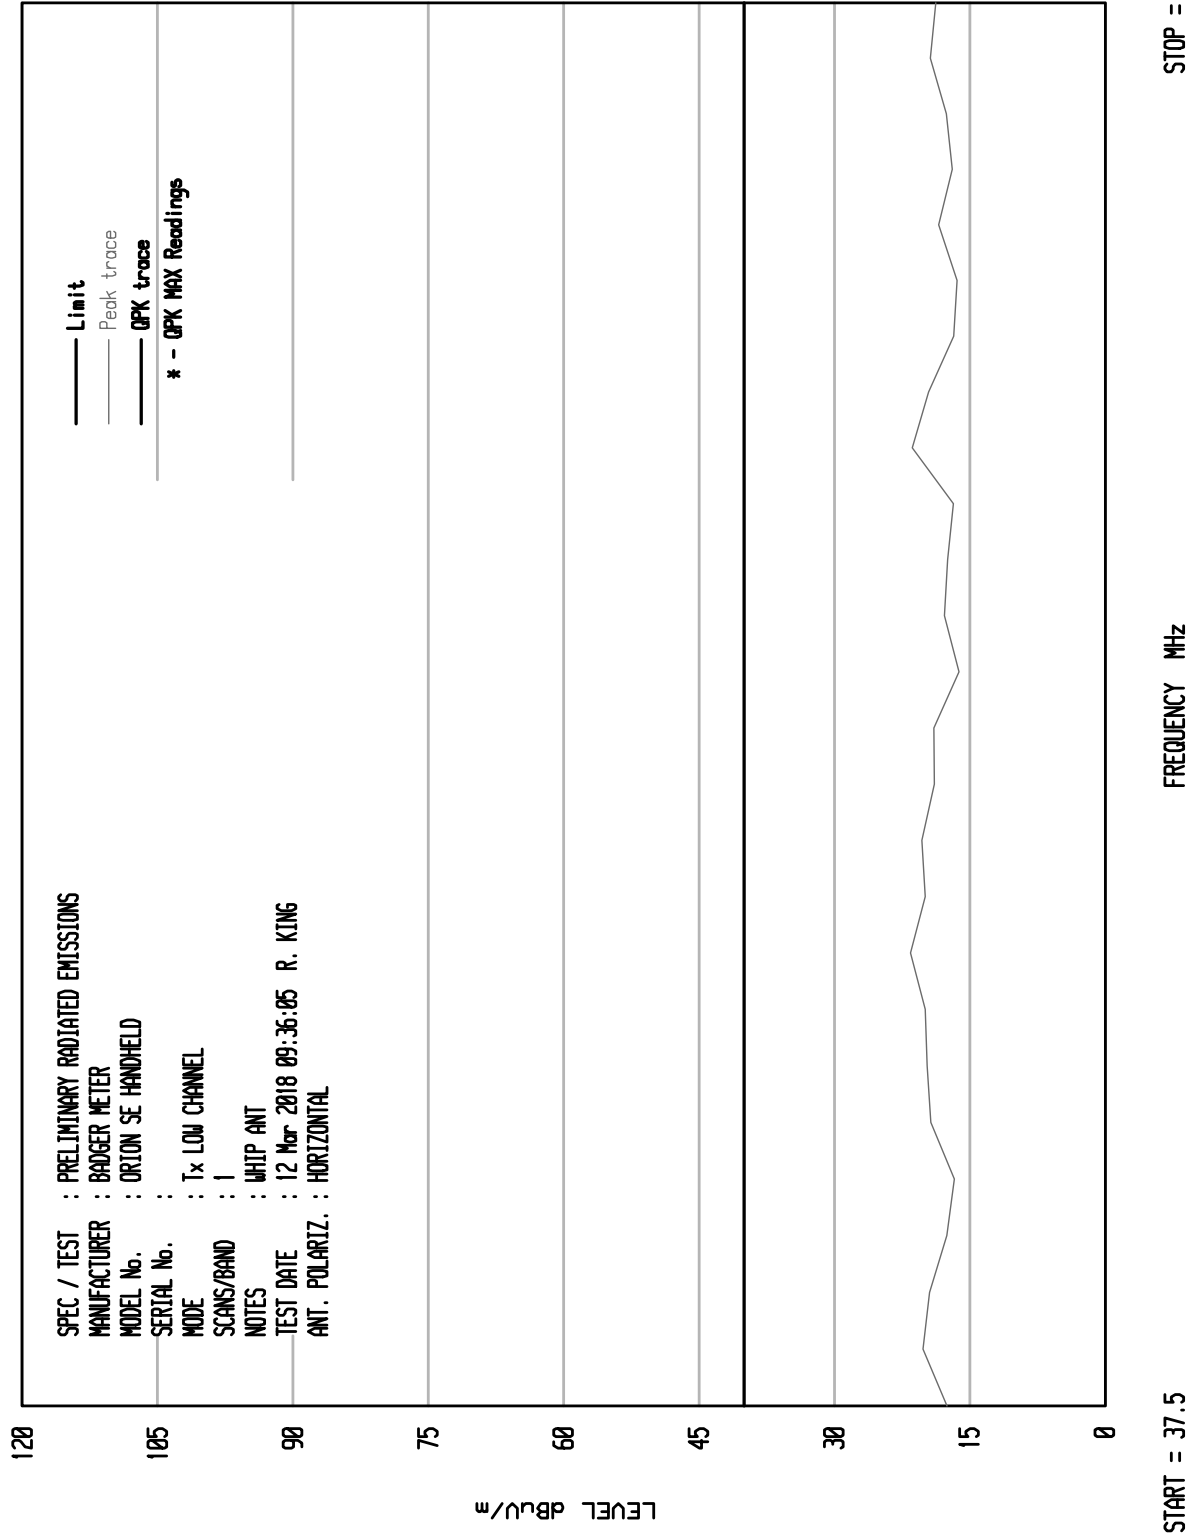 SPEC / TEST : PRELIMINARY RADIATED EMISSIONS
MANUFACTURER : BADGER METER
MODEL No. : ORION SE HANDHELD
SERIAL No. :
MODE : Tx LOW CHANNEL
SCANS/BAND : 1
NOTES : WHIP ANT
TEST DATE : 12 Mar 2018 09:36:05 R. KING
ANT. POLARIZ. : HORIZONTAL
Limit
Peak trace
QPK trace
* - QPK MAX Readings
120
105
90
75
60
30
15
0
LEVEL dBuV/m
START = 37.5
FREQUENCY MHz
STOP =